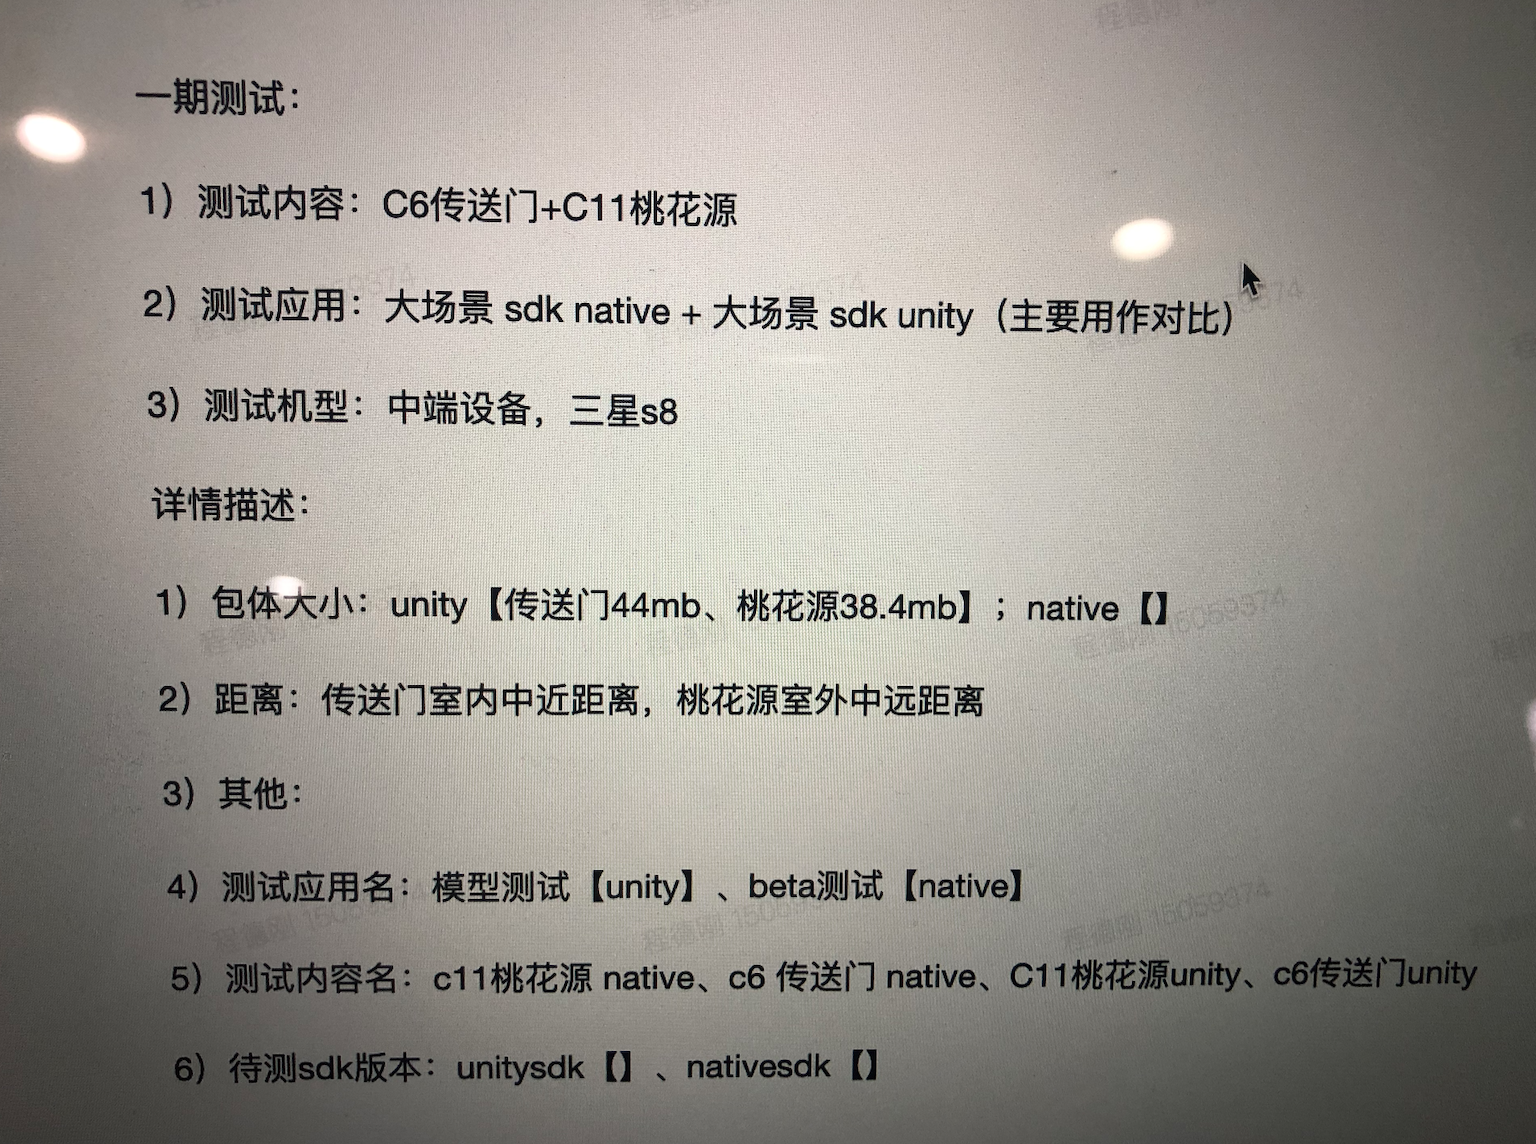 一期测试：
1）测试内容：C6传送门+C11桃花源
2）测试应用：大场景 sdk native + 大场景 sdk unity（主要用作对比）
3）测试机型：中端设备，三星s8
详情描述：
1）包体大小：unity【传送门44mb、桃花源38.4mb】；native【】
2）距离：传送门室内中近距离，桃花源室外中远距离
3）其他：
4）测试应用名：模型测试【unity】、beta测试【native】
5）测试内容名：c11桃花源 native、c6 传送门 native、C11桃花源unity、c6传送门unity
6）待测sdk版本：unitysdk【】、nativesdk【】
程德刚 15059374